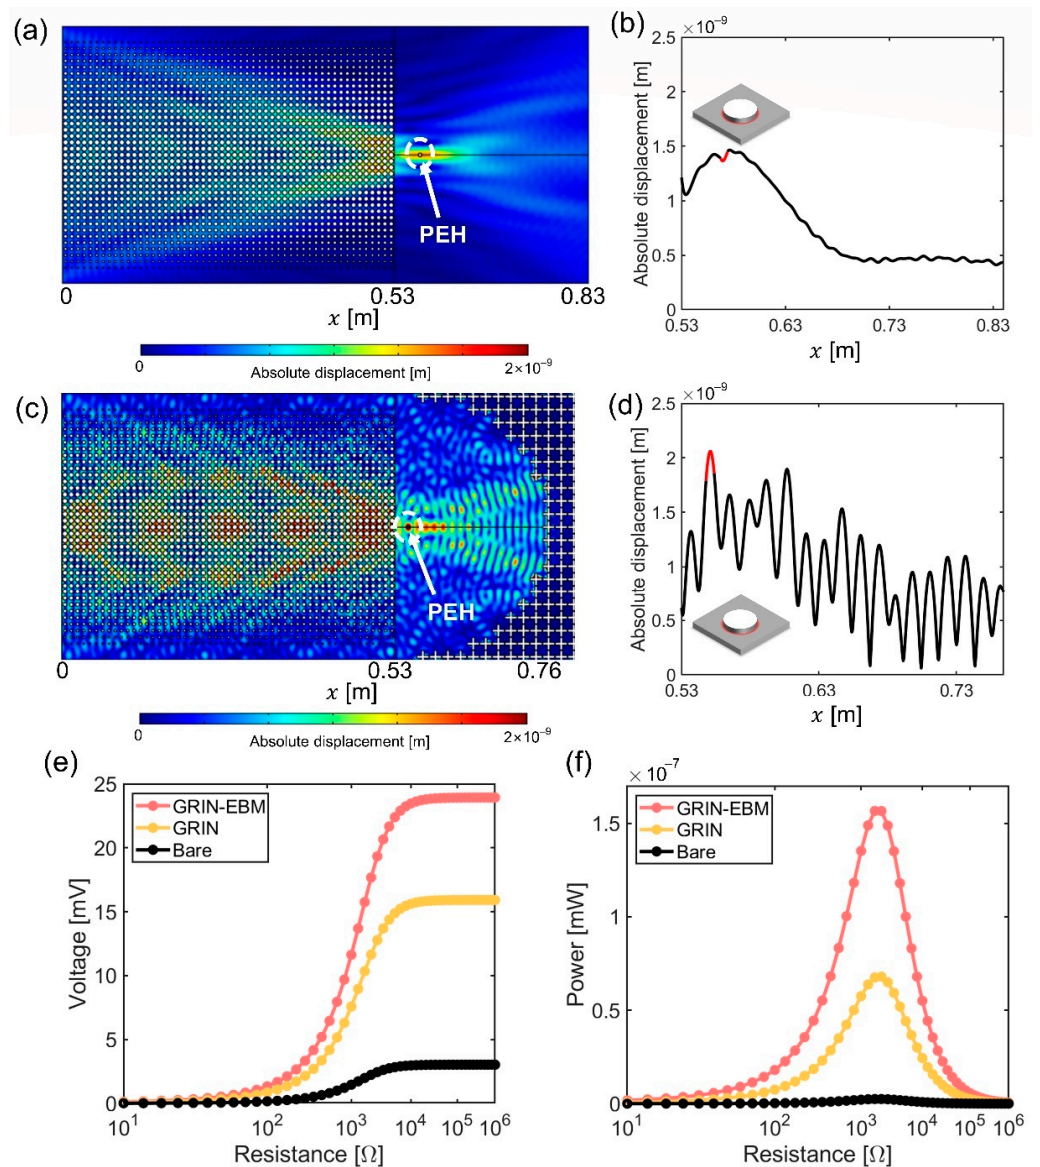 (a)
PEH
0
0.53
0.83
x [m]
0
Absolute displacement [m]
2×10⁻⁹
(b)
× 10⁻⁹
2.5
2
1.5
1
0.5
0
Absolute displacement [m]
0.53
0.63
0.73
0.83
x [m]
(c)
PEH
0
0.53
0.76
x [m]
0
Absolute displacement [m]
2×10⁻⁹
(d)
× 10⁻⁹
2.5
2
1.5
1
0.5
0
Absolute displacement [m]
0.53
0.63
0.73
x [m]
(e)
25
20
15
10
5
0
Voltage [mV]
GRIN-EBM
GRIN
Bare
10¹
10²
10³
10⁴
10⁵
10⁶
Resistance [Ω]
(f)
× 10⁻⁷
1.5
1
0.5
0
Power [mW]
GRIN-EBM
GRIN
Bare
10¹
10²
10³
10⁴
10⁵
10⁶
Resistance [Ω]